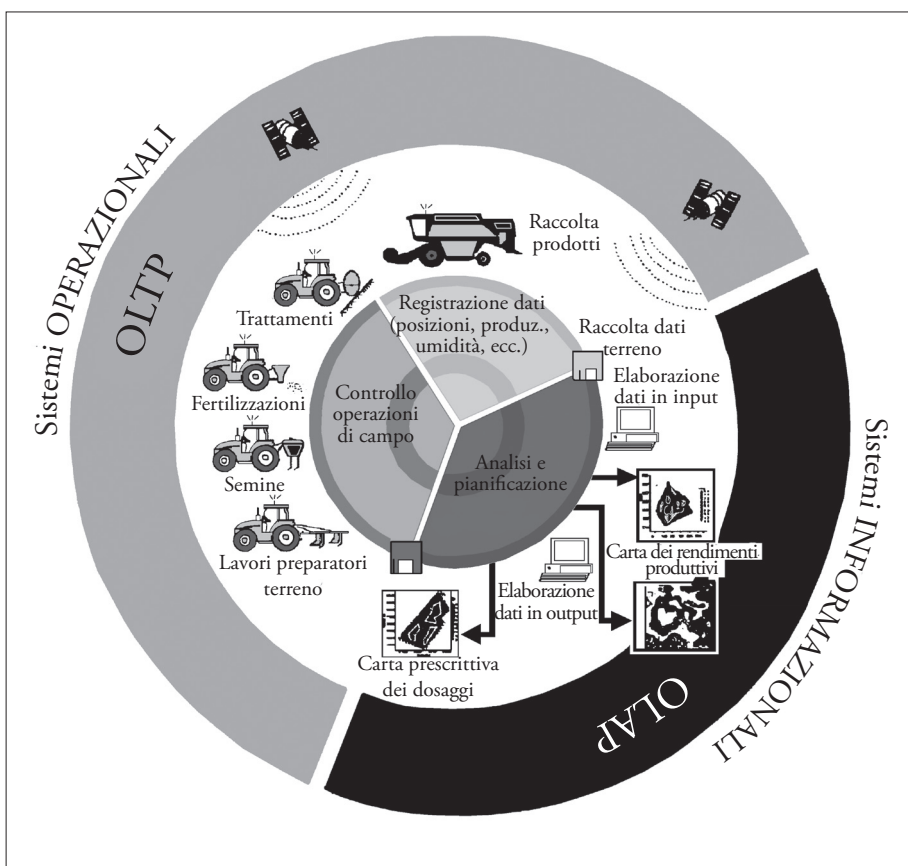 Sistemi OPERAZIONALI
OLTP
Raccolta
prodotti
Trattamenti
Registrazione dati
(posizioni, produz.,
umidità, ecc.)
Raccolta dati
terreno
Elaborazione
dati in input
Fertilizzazioni
Controllo
operazioni
di campo
Semine
Analisi e
pianificazione
Lavori preparatori
terreno
Carta dei rendimenti
produttivi
Elaborazione
dati in output
Carta prescrittiva
dei dosaggi
OLAP
Sistemi INFORMAZIONALI